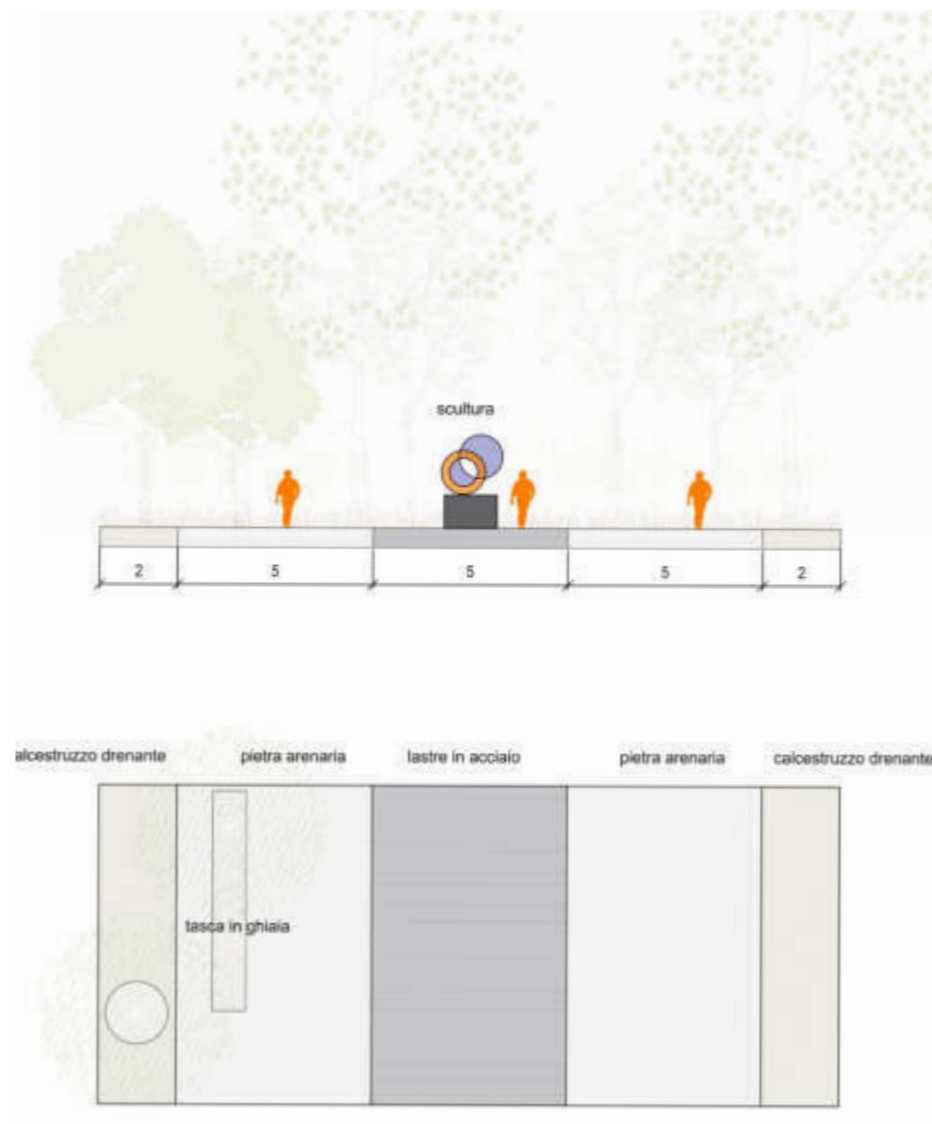 scultura
2 5 5 5 2
alcestruzzo drenante pietra arenaria lastre in acciaio pietra arenaria calcestruzzo drenante
tasca in ghiaia